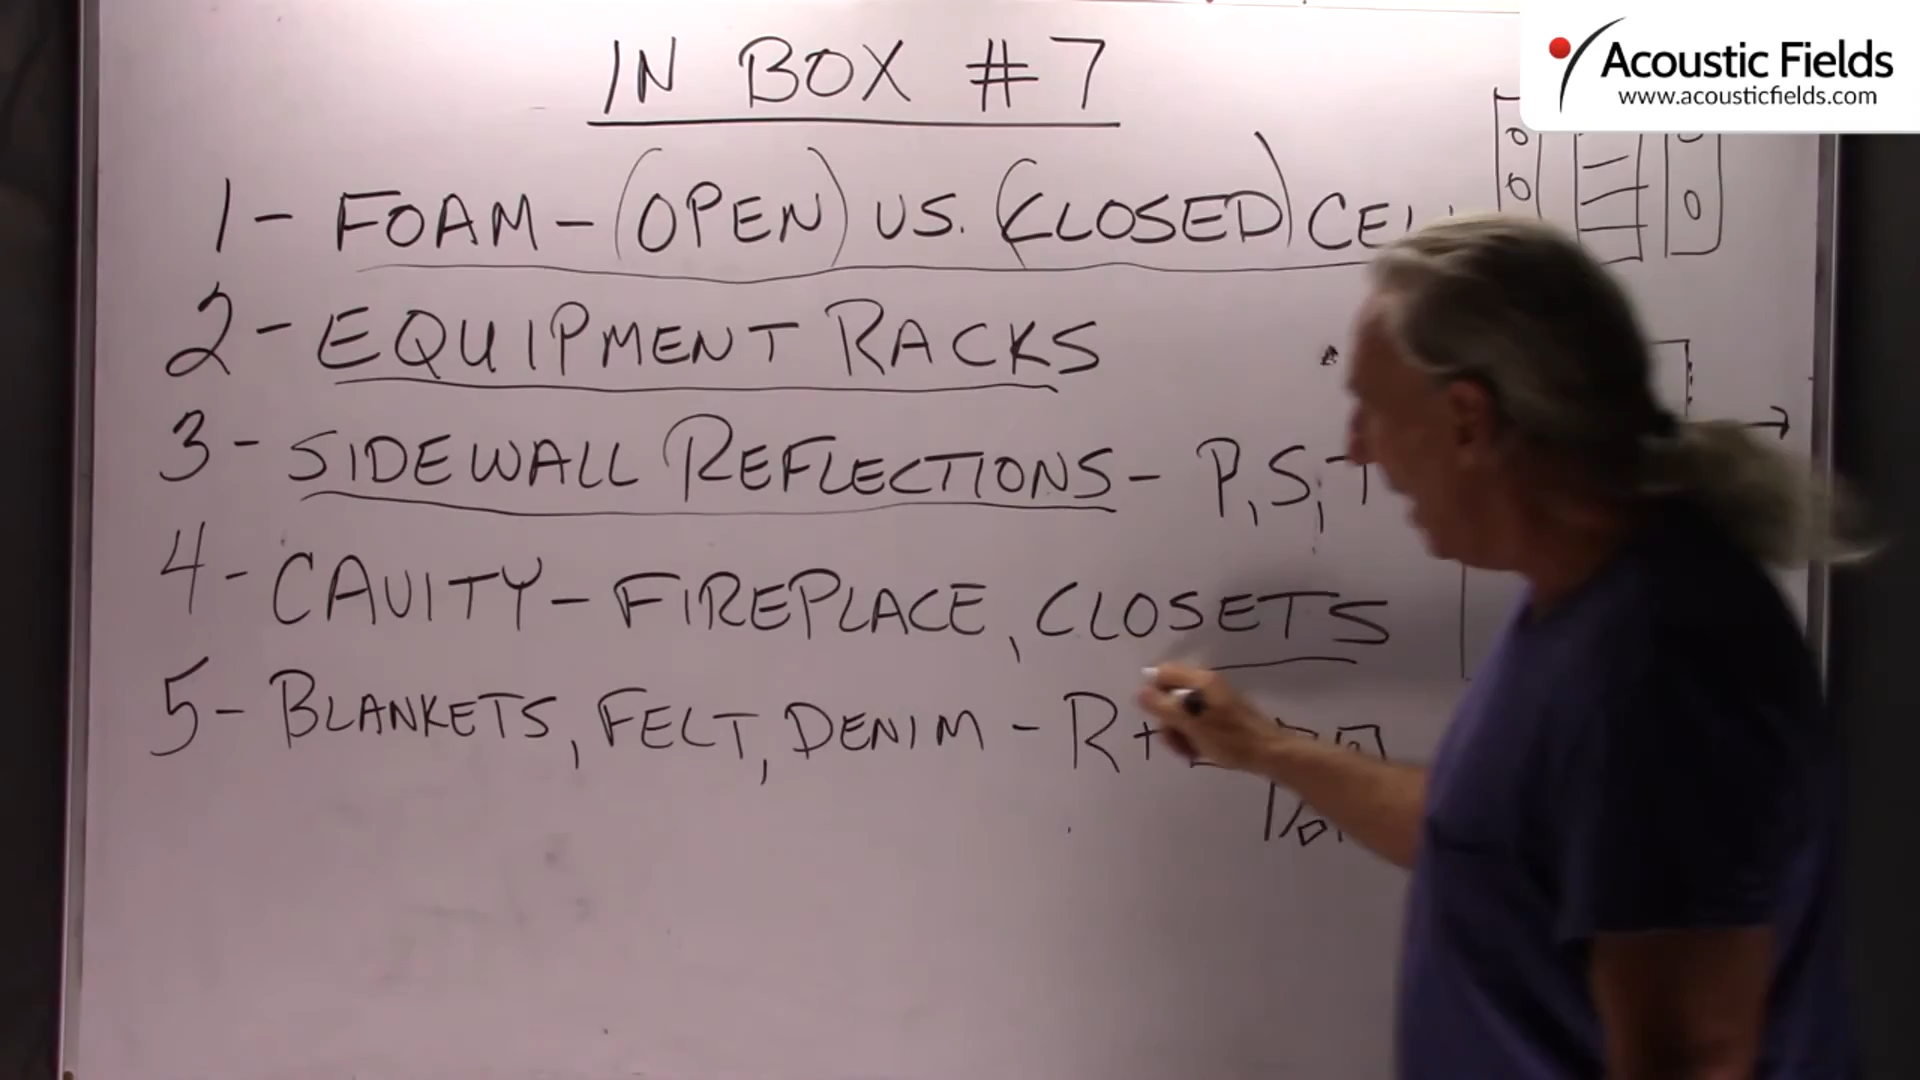 IN BOX #7
Acoustic Fields
www.acousticfields.com
1- FOAM - (OPEN) VS. (CLOSED) CELL
2- EQUIPMENT RACKS
3- SIDEWALL REFLECTIONS - P, S, T
4- CAVITY - FIREPLACE, CLOSETS
5- BLANKETS, FELT, DENIM - R +